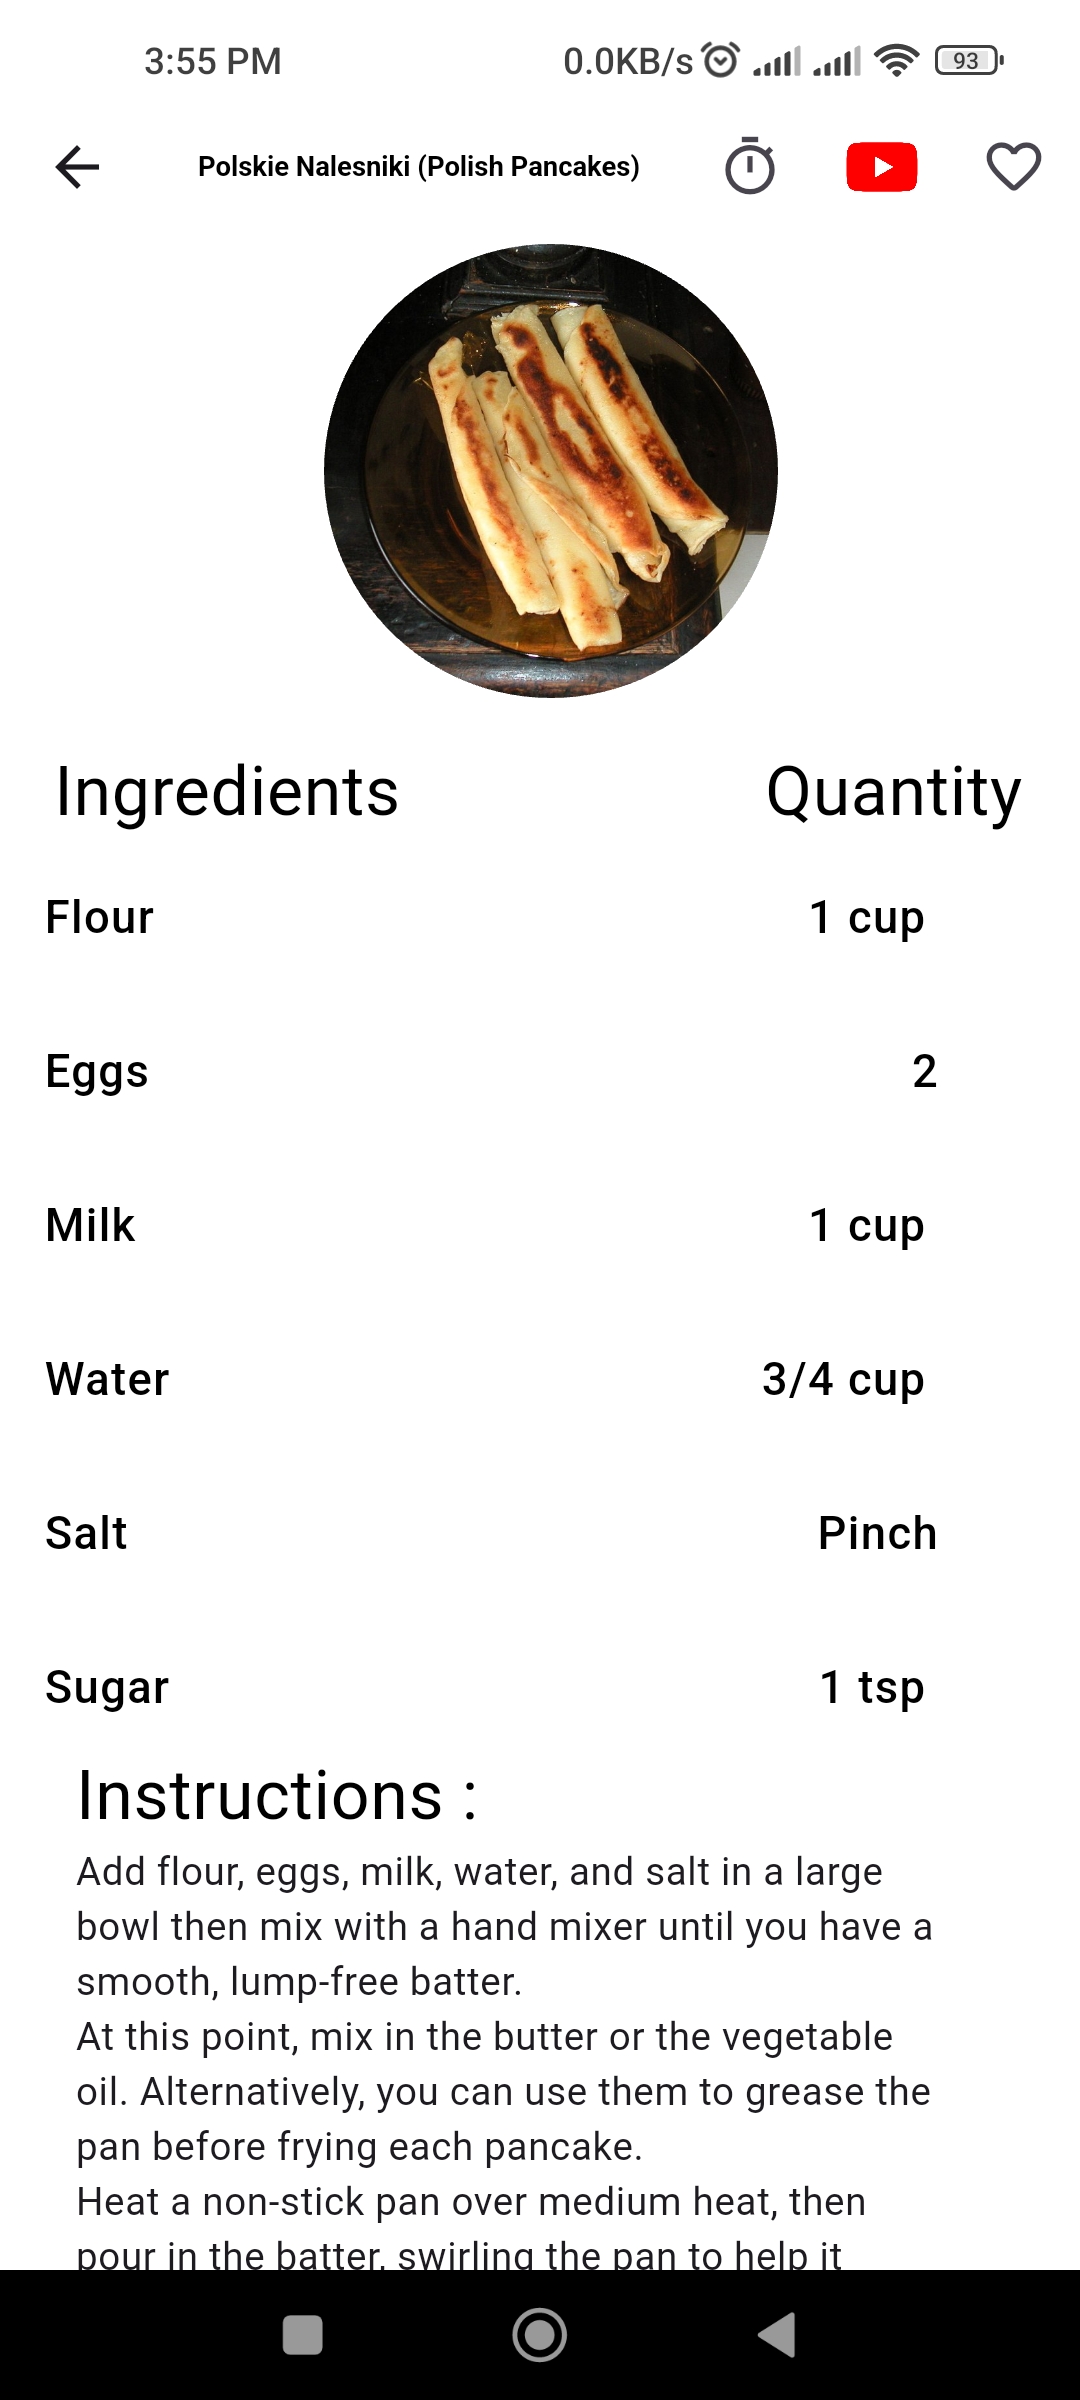 3:55 PM 0.0KB/s 93
Polskie Nalesniki (Polish Pancakes)
Ingredients Quantity
Flour 1 cup
Eggs 2
Milk 1 cup
Water 3/4 cup
Salt Pinch
Sugar 1 tsp
Instructions :
Add flour, eggs, milk, water, and salt in a large
bowl then mix with a hand mixer until you have a
smooth, lump-free batter.
At this point, mix in the butter or the vegetable
oil. Alternatively, you can use them to grease the
pan before frying each pancake.
Heat a non-stick pan over medium heat, then
pour in the batter, swirling the pan to help it